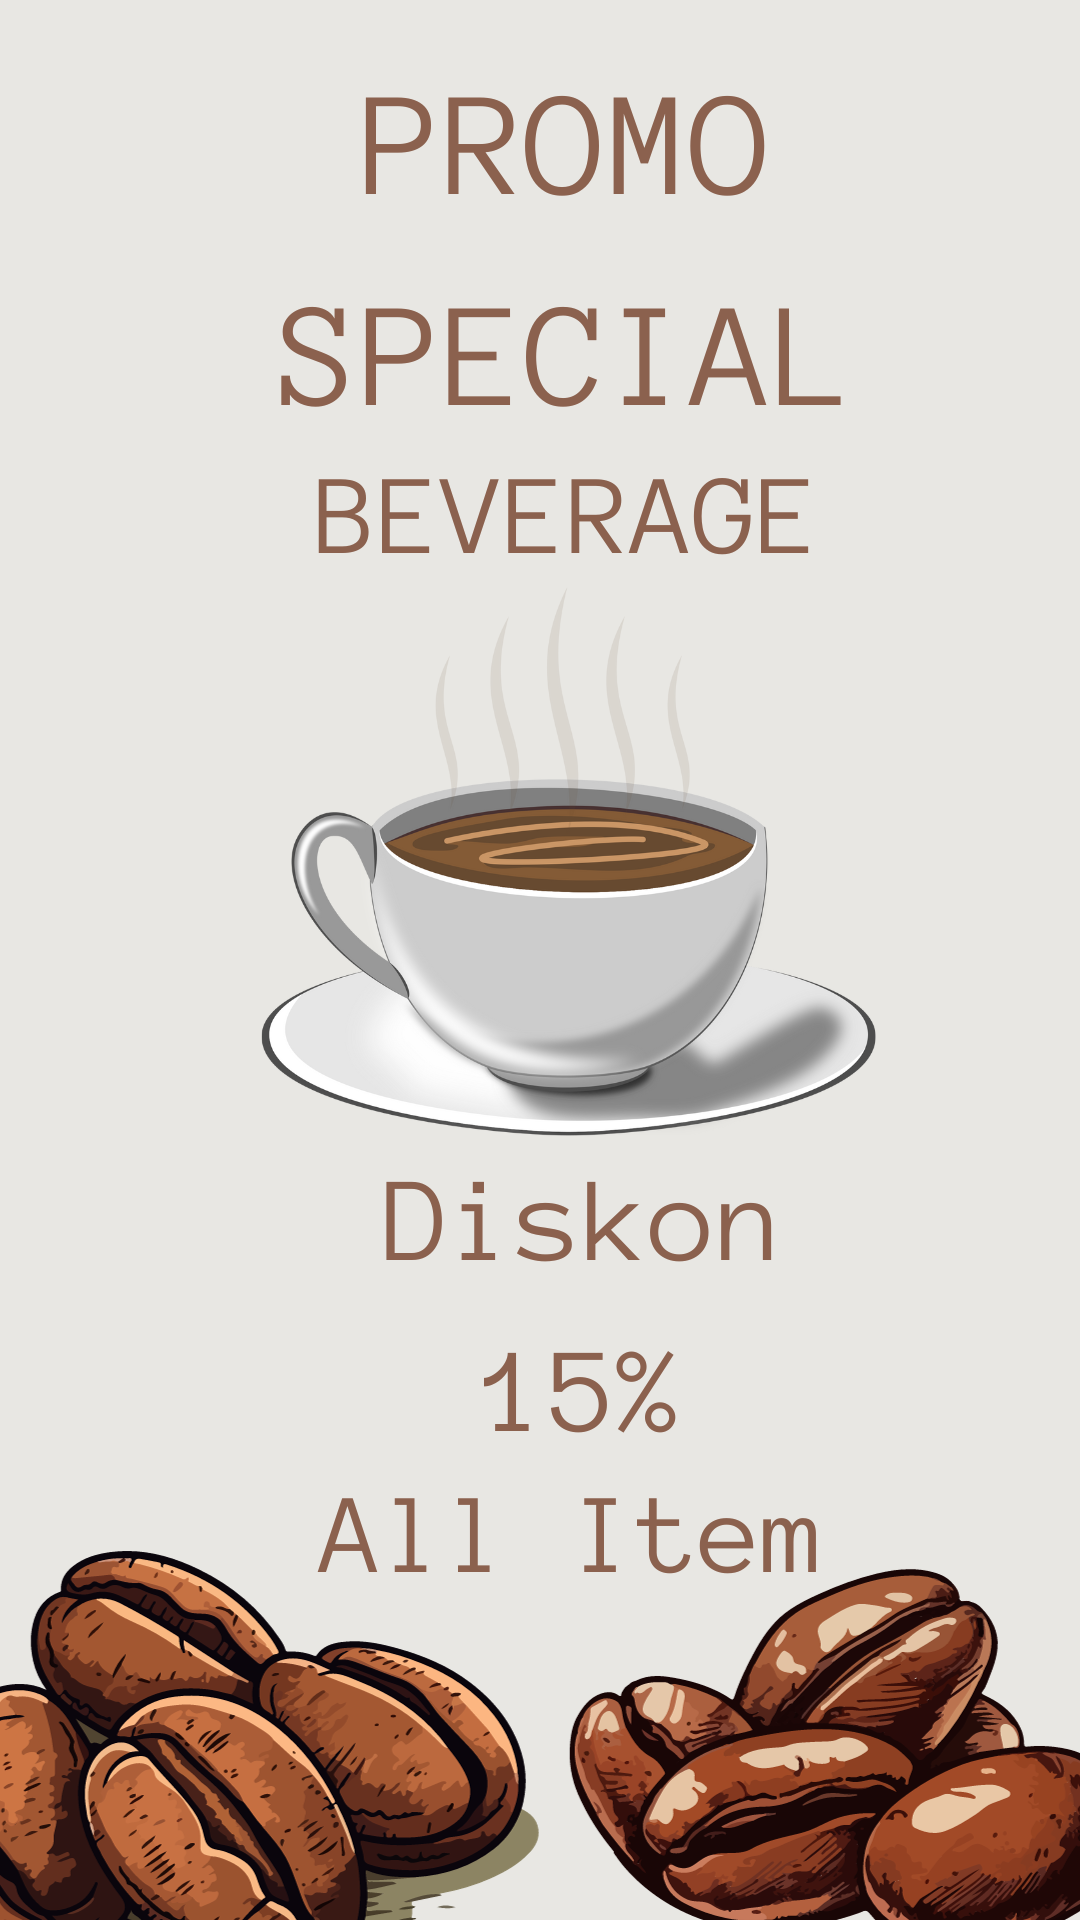 PROMO
SPECIAL
BEVERAGE
Diskon
15%
All Item